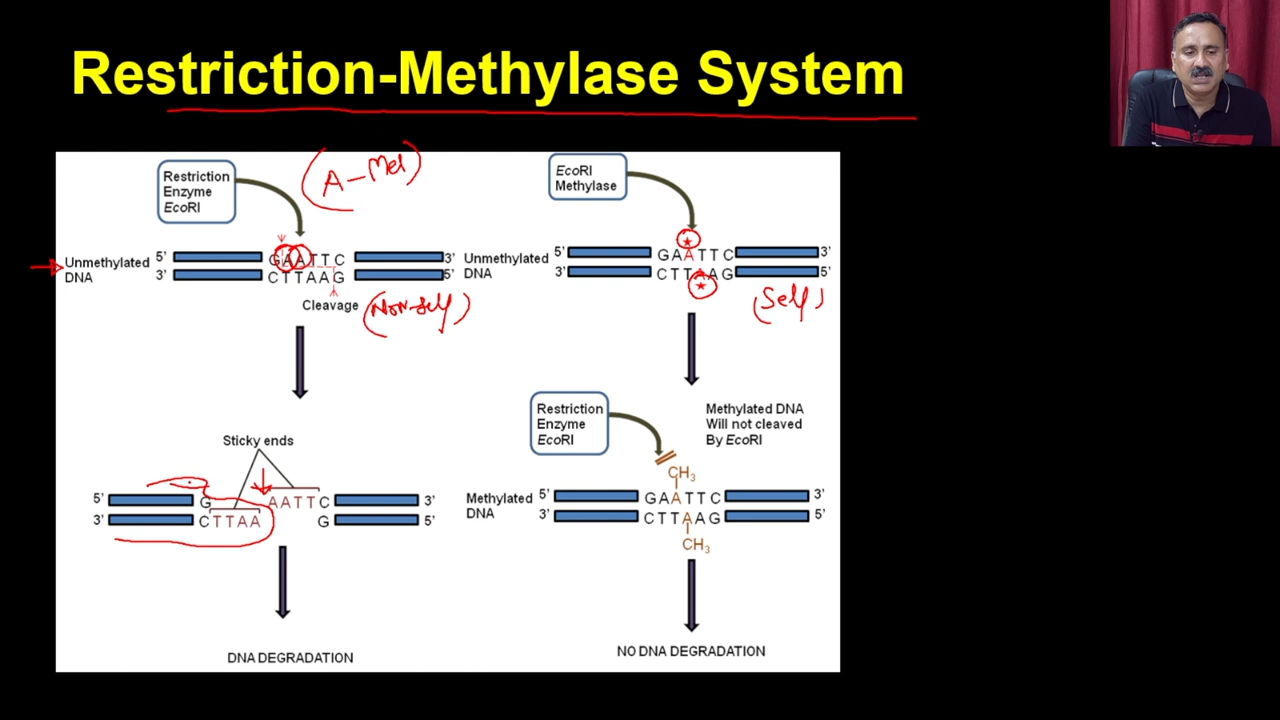 Restriction-Methylase System
Restriction
Enzyme
EcoRI
(A-Mel)
Unmethylated
DNA
5'
GAATTC
3'
3'
CTTAAG
5'
Cleavage
(Non-self)
Sticky ends
5'
G
AATTC
3'
3'
CTTAA
G
5'
DNA DEGRADATION
EcoRI
Methylase
Unmethylated
DNA
5'
GAATTC
3'
3'
CTTAAG
5'
(Self)
Restriction
Enzyme
EcoRI
Methylated DNA
Will not cleaved
By EcoRI
CH3
Methylated
DNA
5'
GAATTC
3'
3'
CTTAAG
5'
CH3
NO DNA DEGRADATION